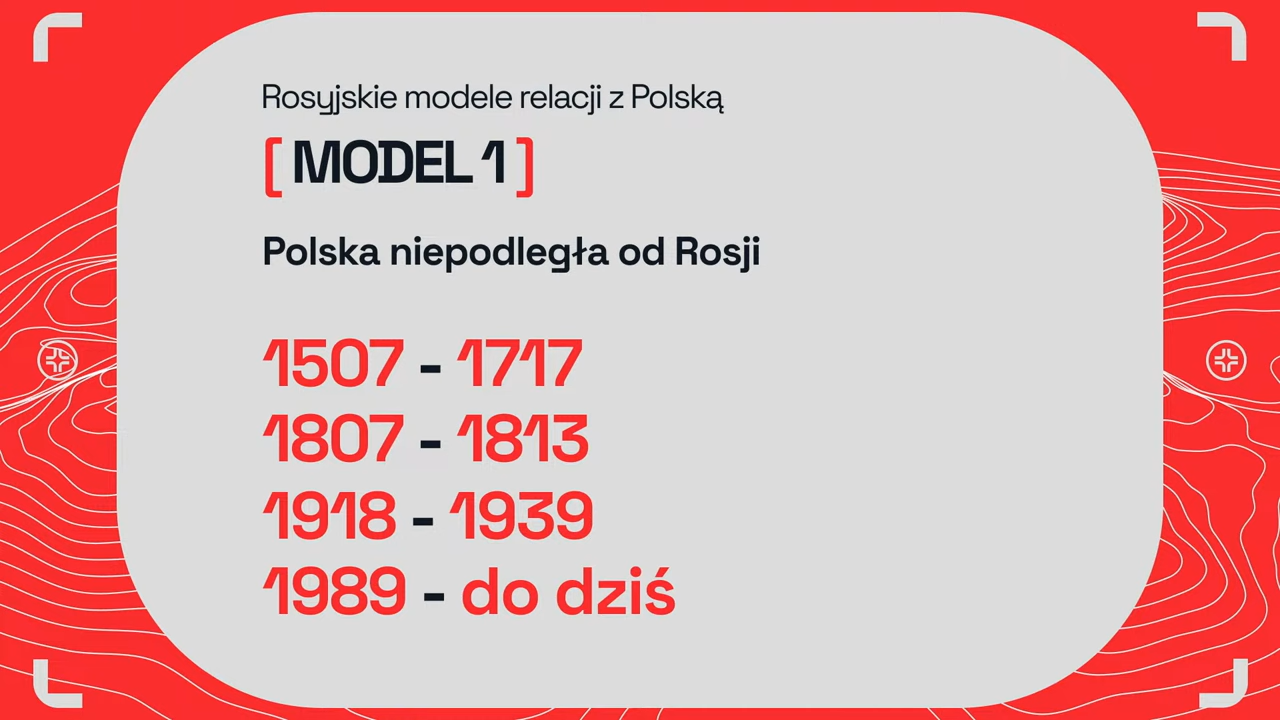 Rosyjskie modele relacji z Polską
[ MODEL 1 ]
Polska niepodległa od Rosji
1507 - 1717
1807 - 1813
1918 - 1939
1989 - do dziś